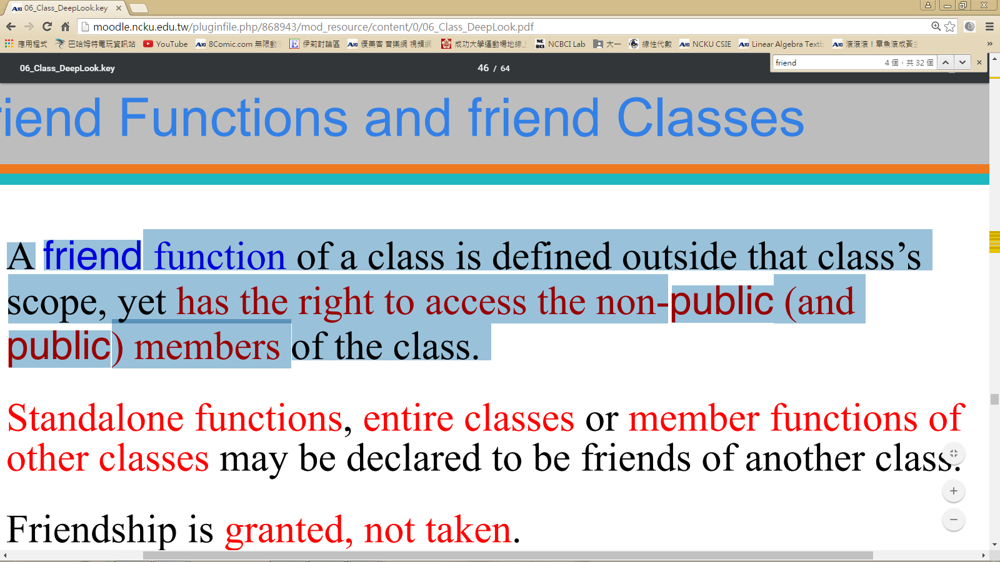 06_Class_DeepLook.key
moodle.ncku.edu.tw/pluginfile.php/868943/mod_resource/content/0/06_Class_DeepLook.pdf
應用程式 巴哈姆特電玩資訊站 YouTube 8Comic.com 無限動 伊莉討論區 優美客 音樂網 視頻 成功大學運動場地線 NCBCI Lab 大一 線性代數 NCKU CSIE Linear Algebra Textb 滾滾滾!章魚滾成黃 »
06_Class_DeepLook.key 46 / 64
friend 4 個,共 32 個
riend Functions and friend Classes
A friend function of a class is defined outside that class’s
scope, yet has the right to access the non-public (and
public) members of the class.
Standalone functions, entire classes or member functions of
other classes may be declared to be friends of another class.
Friendship is granted, not taken.